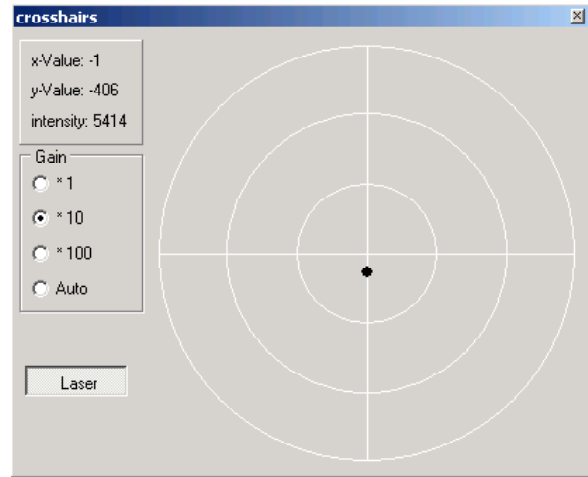 crosshairs
x-Value: -1
y-Value: -406
intensity: 5414
Gain
* 1
* 10
* 100
Auto
Laser